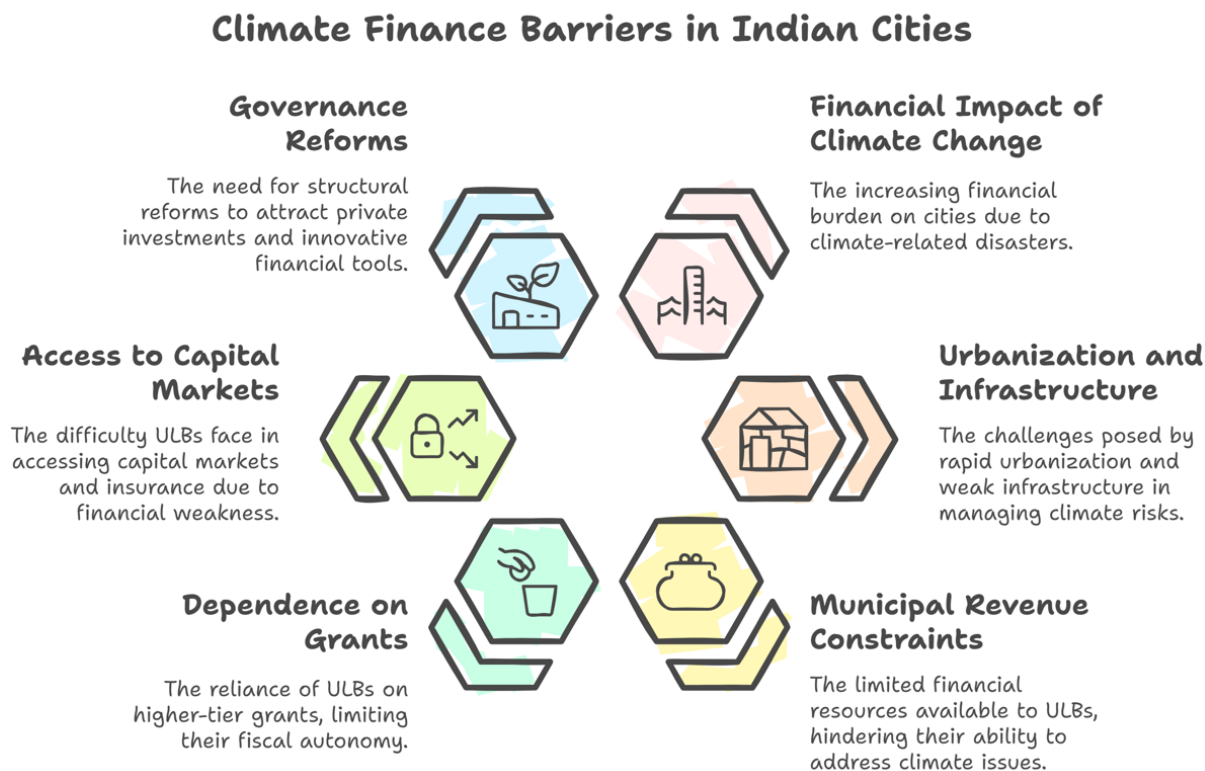 Climate Finance Barriers in Indian Cities
Governance
Reforms
The need for structural
reforms to attract private
investments and innovative
financial tools.
Financial Impact of
Climate Change
The increasing financial
burden on cities due to
climate-related disasters.
Access to Capital
Markets
The difficulty ULBs face in
accessing capital markets
and insurance due to
financial weakness.
Urbanization and
Infrastructure
The challenges posed by
rapid urbanization and
weak infrastructure in
managing climate risks.
Dependence on
Grants
The reliance of ULBs on
higher-tier grants, limiting
their fiscal autonomy.
Municipal Revenue
Constraints
The limited financial
resources available to ULBs,
hindering their ability to
address climate issues.